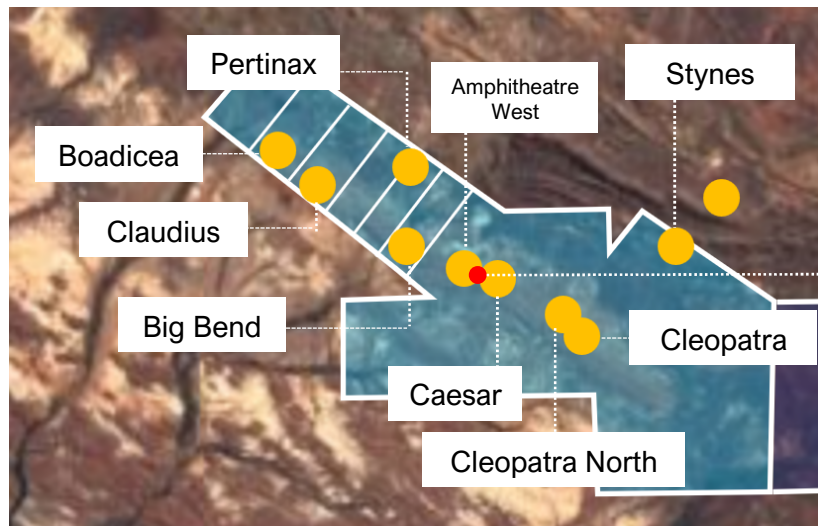 Pertinax
Amphitheatre
West
Stynes
Boadicea
Claudius
Big Bend
Cleopatra
Caesar
Cleopatra North